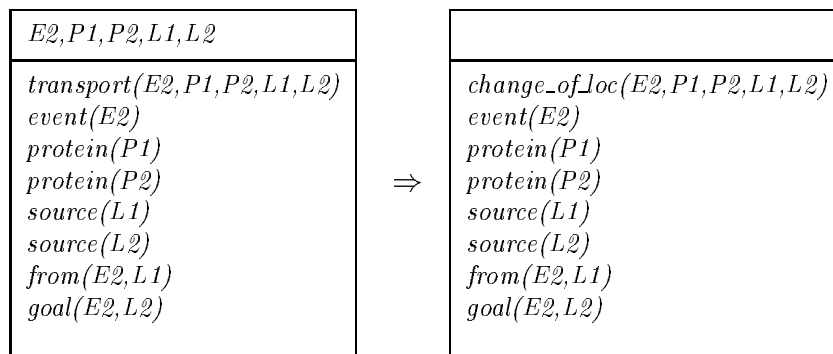 E2,P1,P2,L1,L2
transport(E2,P1,P2,L1,L2)
event(E2)
protein(P1)
protein(P2)
source(L1)
source(L2)
from(E2,L1)
goal(E2,L2)
⇒
change_of_loc(E2,P1,P2,L1,L2)
event(E2)
protein(P1)
protein(P2)
source(L1)
source(L2)
from(E2,L1)
goal(E2,L2)